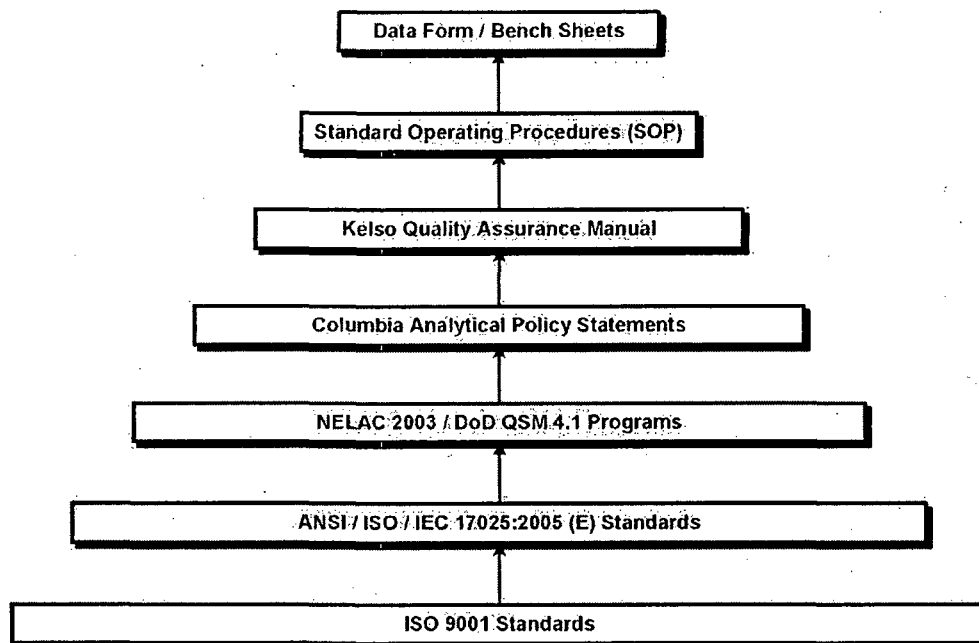 Data Form / Bench Sheets
Standard Operating Procedures (SOP)
Kelso Quality Assurance Manual
Columbia Analytical Policy Statements
NELAC 2003 / DoD QSM 4.1 Programs
ANSI / ISO / IEC 17025:2005 (E) Standards
ISO 9001 Standards